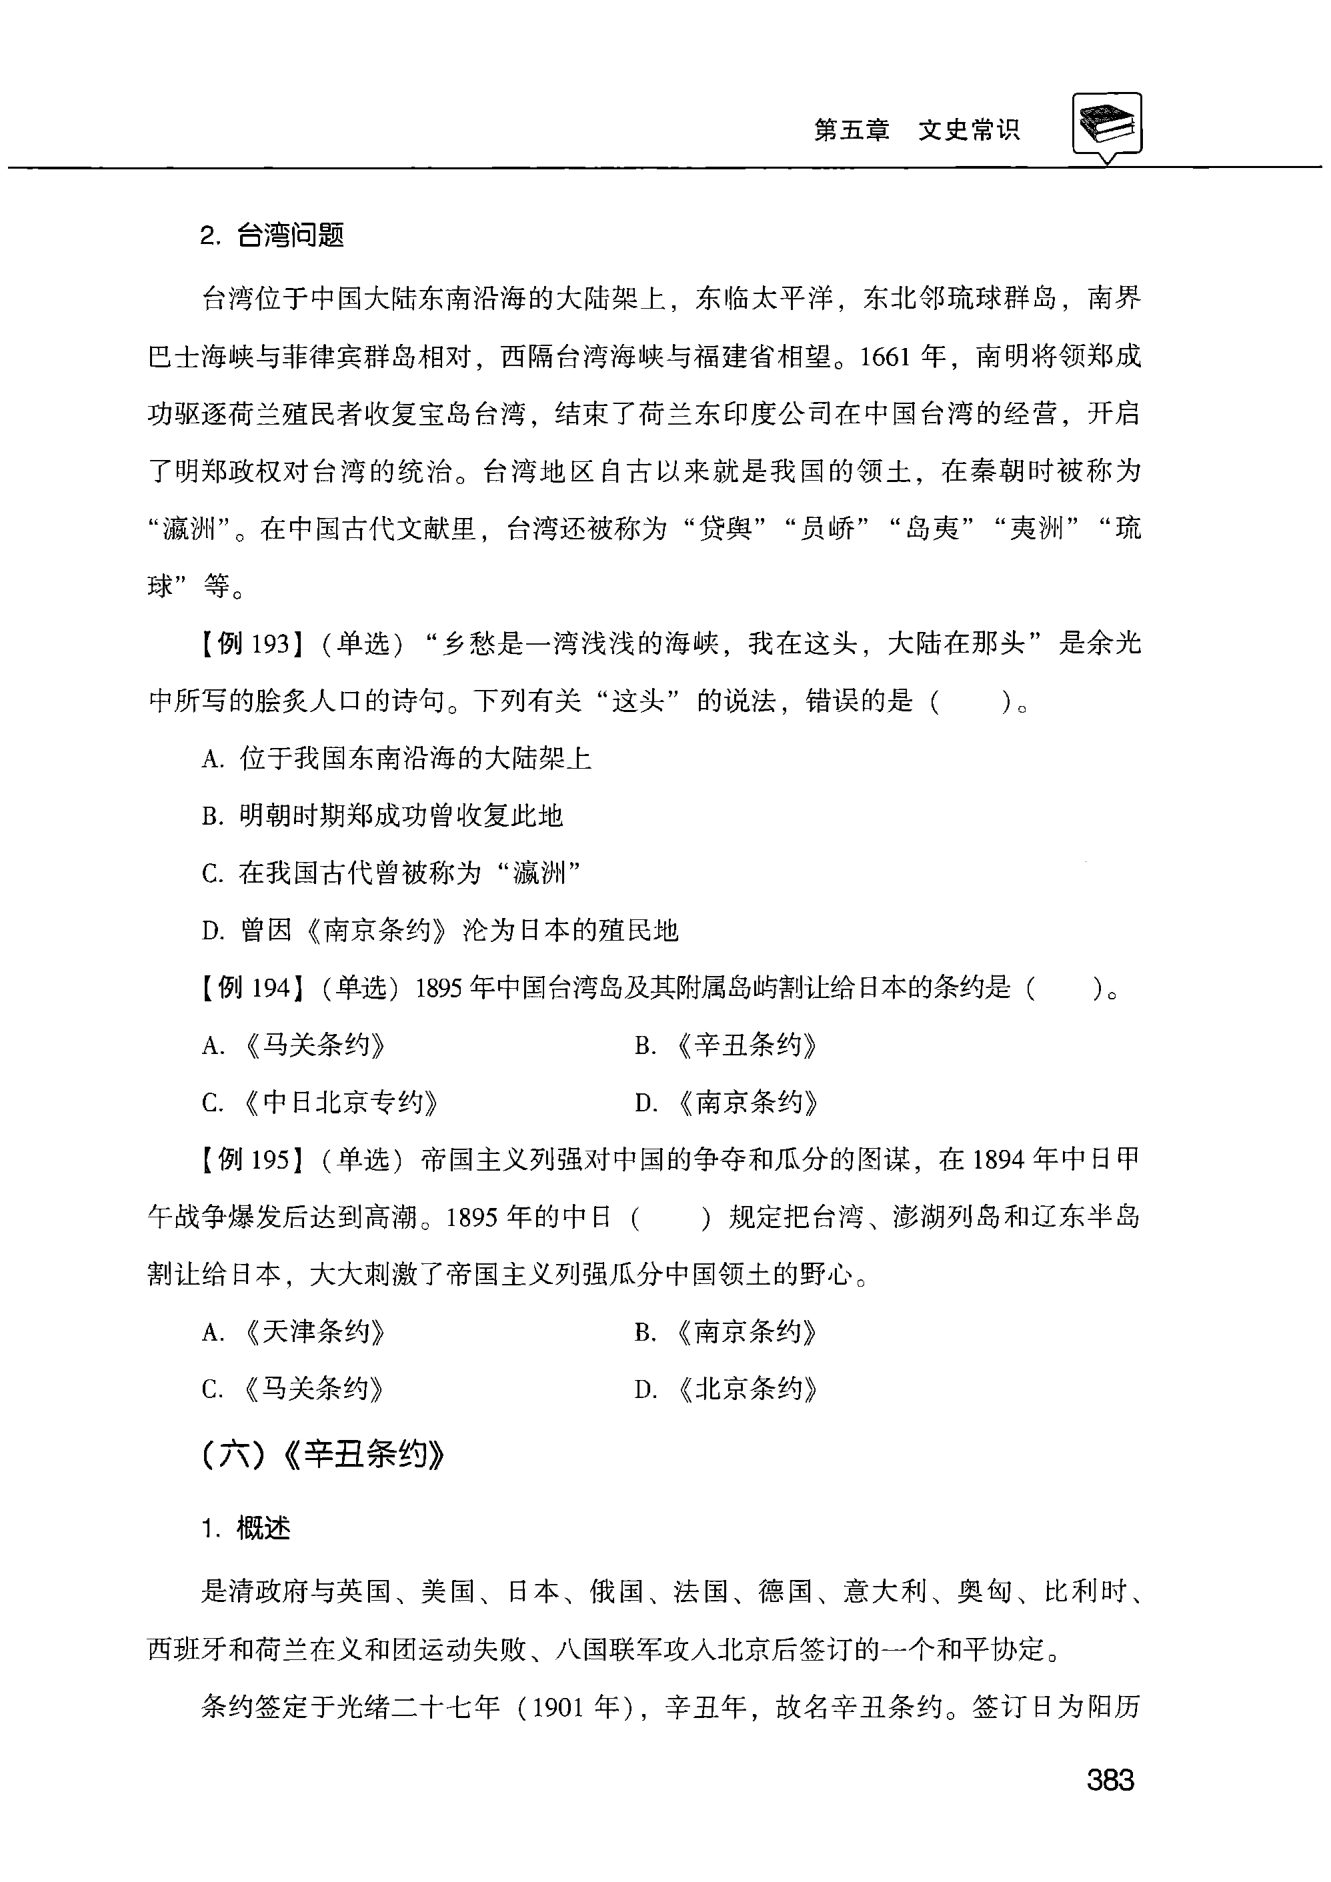 第五章 文史常识
2. 台湾问题
台湾位于中国大陆东南沿海的大陆架上，东临太平洋，东北邻琉球群岛，南界
巴士海峡与菲律宾群岛相对，西隔台湾海峡与福建省相望。1661 年，南明将领郑成
功驱逐荷兰殖民者收复宝岛台湾，结束了荷兰东印度公司在中国台湾的经营，开启
了明郑政权对台湾的统治。台湾地区自古以来就是我国的领土，在秦朝时被称为
“瀛洲”。在中国古代文献里，台湾还被称为“贷舆”“员峤”“岛夷”“夷洲”“琉
球”等。
【例 193】（单选）“乡愁是一湾浅浅的海峡，我在这头，大陆在那头”是余光
中所写的脍炙人口的诗句。下列有关“这头”的说法，错误的是（ ）。
A. 位于我国东南沿海的大陆架上
B. 明朝时期郑成功曾收复此地
C. 在我国古代曾被称为“瀛洲”
D. 曾因《南京条约》沦为日本的殖民地
【例 194】（单选）1895 年中国台湾岛及其附属岛屿割让给日本的条约是（ ）。
A. 《马关条约》 B. 《辛丑条约》
C. 《中日北京专约》 D. 《南京条约》
【例 195】（单选）帝国主义列强对中国的争夺和瓜分的图谋，在 1894 年中日甲
午战争爆发后达到高潮。1895 年的中日（ ）规定把台湾、澎湖列岛和辽东半岛
割让给日本，大大刺激了帝国主义列强瓜分中国领土的野心。
A. 《天津条约》 B. 《南京条约》
C. 《马关条约》 D. 《北京条约》
（六）《辛丑条约》
1. 概述
是清政府与英国、美国、日本、俄国、法国、德国、意大利、奥匈、比利时、
西班牙和荷兰在义和团运动失败、八国联军攻入北京后签订的一个和平协定。
条约签定于光绪二十七年（1901 年），辛丑年，故名辛丑条约。签订日为阳历
383